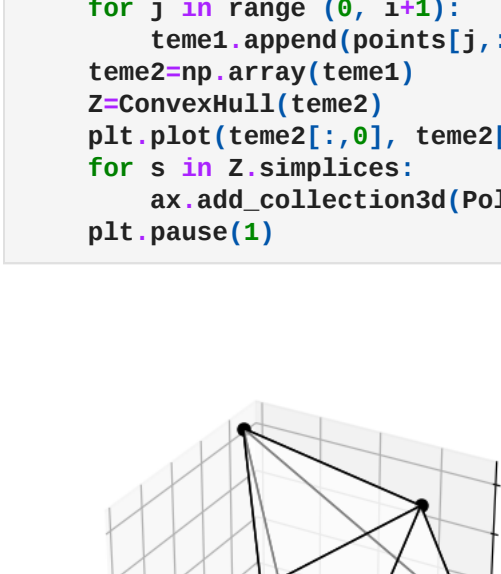 for j in range (0, i+1):
teme1.append(points[j,:
teme2=np.array(teme1)
Z=ConvexHull(teme2)
plt.plot(teme2[:,0], teme2[
for s in Z.simplices:
ax.add_collection3d(Pol
plt.pause(1)